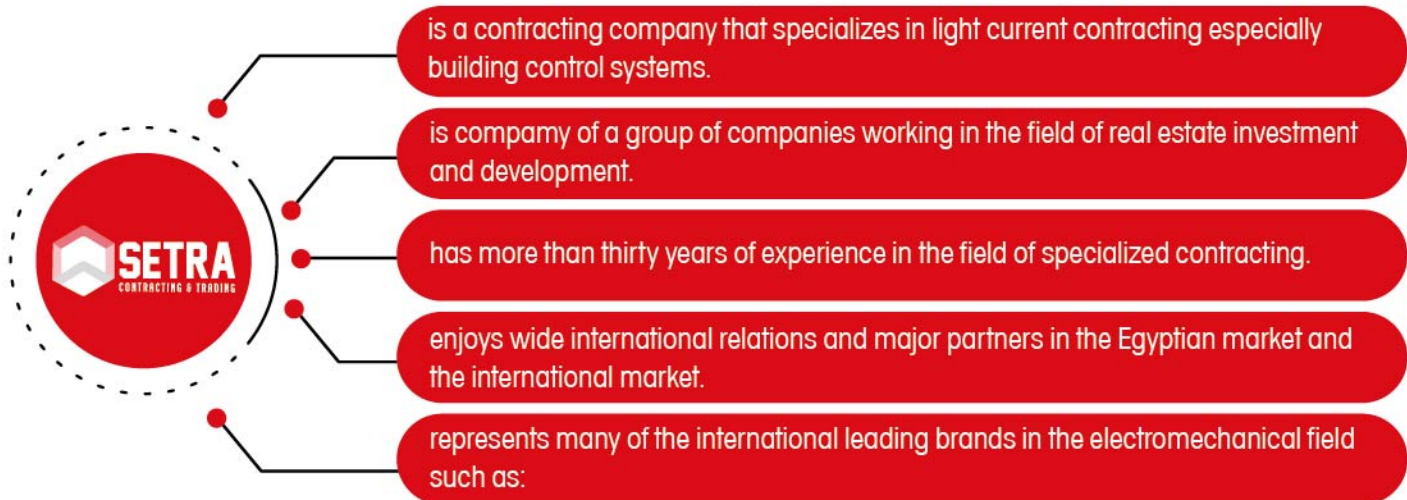 is a contracting company that specializes in light current contracting especially
building control systems.
is compamy of a group of companies working in the field of real estate investment
and development.
SETRA
CONTRACTING & TRADING
has more than thirty years of experience in the field of specialized contracting.
enjoys wide international relations and major partners in the Egyptian market and
the international market.
represents many of the international leading brands in the electromechanical field
such as: